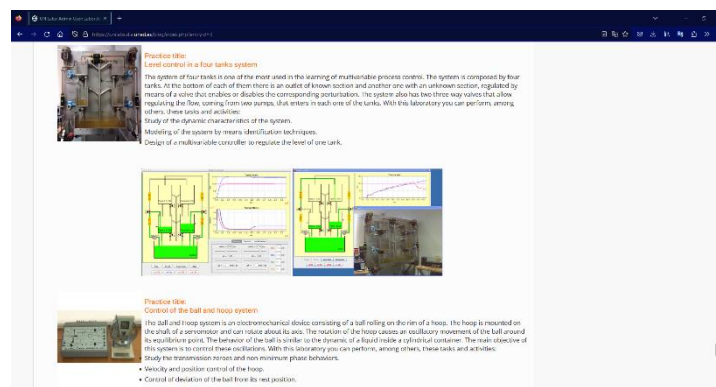 Practice title:
Level control in a four tanks system
The system of four tanks is one of the most used in the learning of multivariable process control. The system is composed by four
tanks. At the bottom of each of them there is an outlet of known section and another one with an unknown section, regulated by
means of a valve that enables or disables the corresponding perturbation. The system also has two three way valves that allow
regulating the flow, coming from two pumps, that enters in each one of the tanks. With this laboratory you can perform, among
others, these tasks and activities:
Study of the dynamic characteristics of the system.
• Modeling of the system by means identification techniques.
• Design of a multivariable controller to regulate the level of one tank.
Practice title:
Control of the ball and hoop system
The Ball and Hoop system is an electromechanical device consisting of a ball rolling on the rim of a hoop. The hoop is mounted on
the shaft of a servomotor and can rotate about its axis. The rotation of the hoop causes an oscillatory movement of the ball around
its equilibrium point. The behavior of the ball is similar to the dynamic of a liquid inside a cylindrical container. The main objective of
this system is to control these oscillations. With this laboratory you can perform, among others, these tasks and activities:
Study the transmission zeroes and non-minimum phase behaviors.
• Velocity and position control of the hoop.
• Control of deviation of the ball from its rest position.